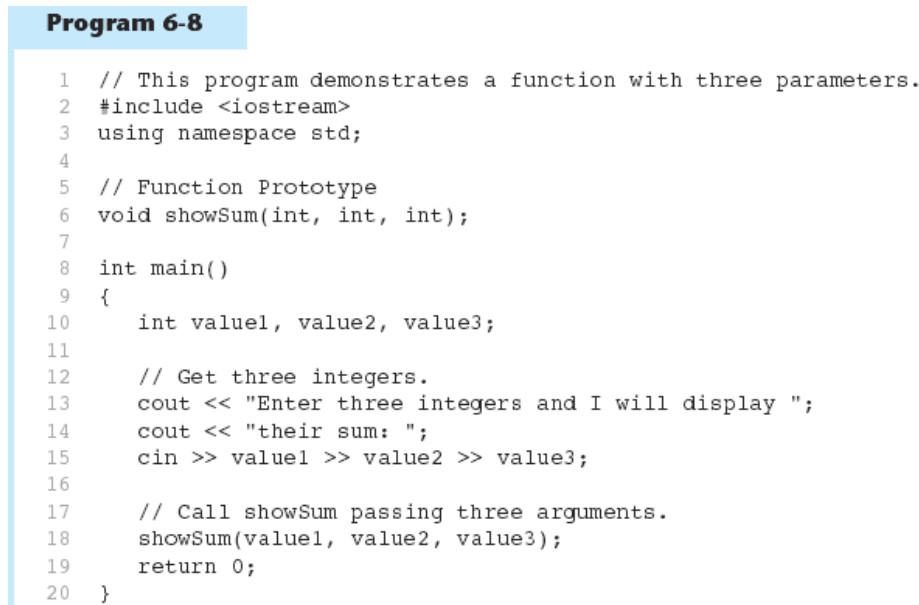 Program 6-8
1 // This program demonstrates a function with three parameters.
2 #include <iostream>
3 using namespace std;
4
5 // Function Prototype
6 void showSum(int, int, int);
7
8 int main()
9 {
10 int value1, value2, value3;
11
12 // Get three integers.
13 cout << "Enter three integers and I will display ";
14 cout << "their sum: ";
15 cin >> value1 >> value2 >> value3;
16
17 // Call showSum passing three arguments.
18 showSum(value1, value2, value3);
19 return 0;
20 }